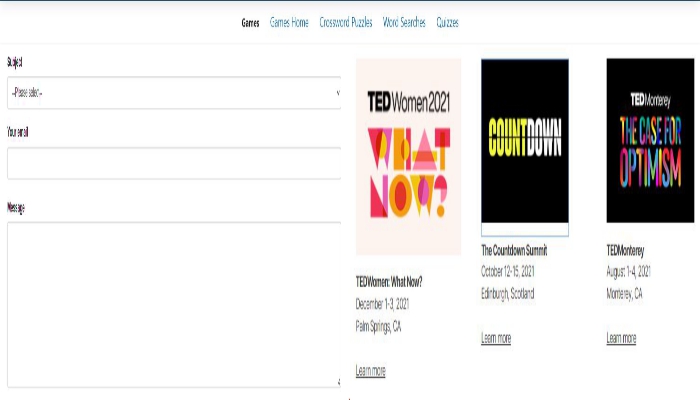 Games Games Home Crossword Puzzles Word Searches Quizzes
Subject
--Please select--
Your email
Message
TEDWomen2021
WHAT
NOW?
TEDWomen: What Now?
December 1-3, 2021
Palm Springs, CA
Learn more
COUNTDOWN
The Countdown Summit
October 12-15, 2021
Edinburgh, Scotland
Learn more
TEDMonterey
THE CASE FOR
OPTIMISM
TEDMonterey
August 1-4, 2021
Monterey, CA
Learn more